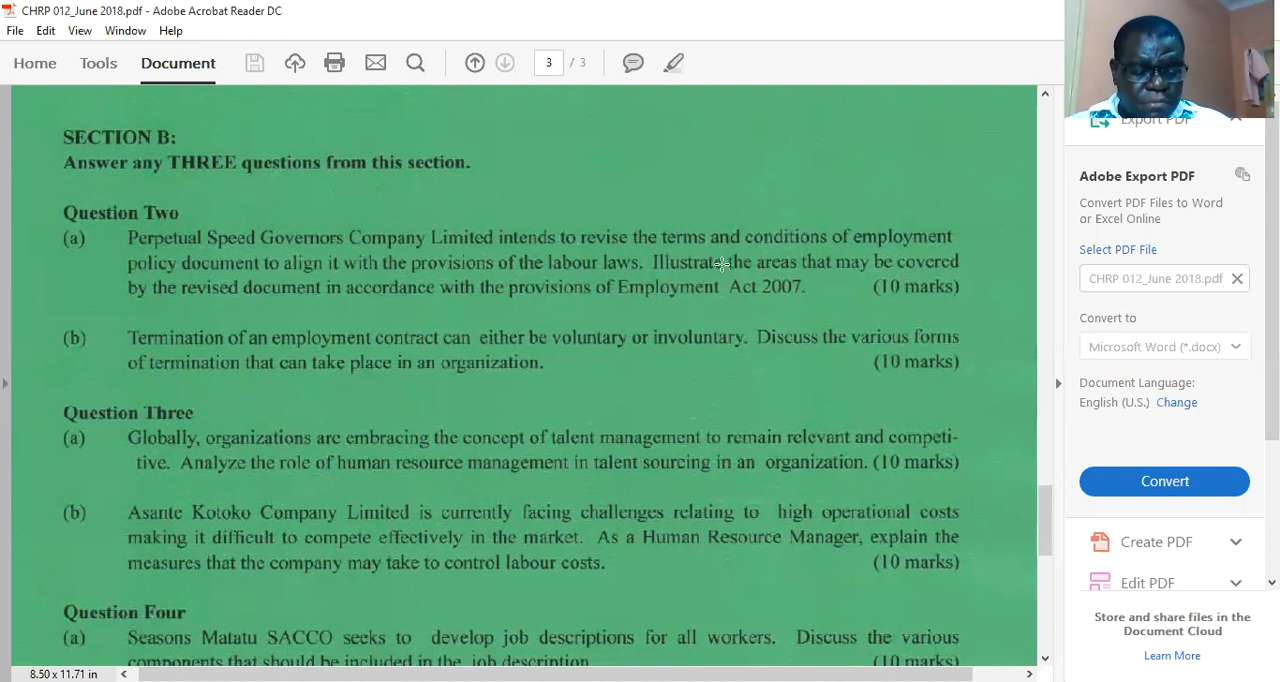 CHRP 012_June 2018.pdf - Adobe Acrobat Reader DC
File Edit View Window Help
Home Tools Document 3 / 3
SECTION B:
Answer any THREE questions from this section.
Question Two
(a) Perpetual Speed Governors Company Limited intends to revise the terms and conditions of employment
policy document to align it with the provisions of the labour laws. Illustrate the areas that may be covered
by the revised document in accordance with the provisions of Employment Act 2007. (10 marks)
(b) Termination of an employment contract can either be voluntary or involuntary. Discuss the various forms
of termination that can take place in an organization. (10 marks)
Question Three
(a) Globally, organizations are embracing the concept of talent management to remain relevant and competi-
tive. Analyze the role of human resource management in talent sourcing in an organization. (10 marks)
(b) Asante Kotoko Company Limited is currently facing challenges relating to high operational costs
making it difficult to compete effectively in the market. As a Human Resource Manager, explain the
measures that the company may take to control labour costs. (10 marks)
Question Four
(a) Seasons Matatu SACCO seeks to develop job descriptions for all workers. Discuss the various
components that should be included in the job description (10 marks)
8.50 x 11.71 in
Export PDF
Adobe Export PDF
Convert PDF Files to Word
or Excel Online
Select PDF File
CHRP 012_June 2018.pdf
Convert to
Microsoft Word (*.docx)
Document Language:
English (U.S.) Change
Convert
Create PDF
Edit PDF
Store and share files in the
Document Cloud
Learn More